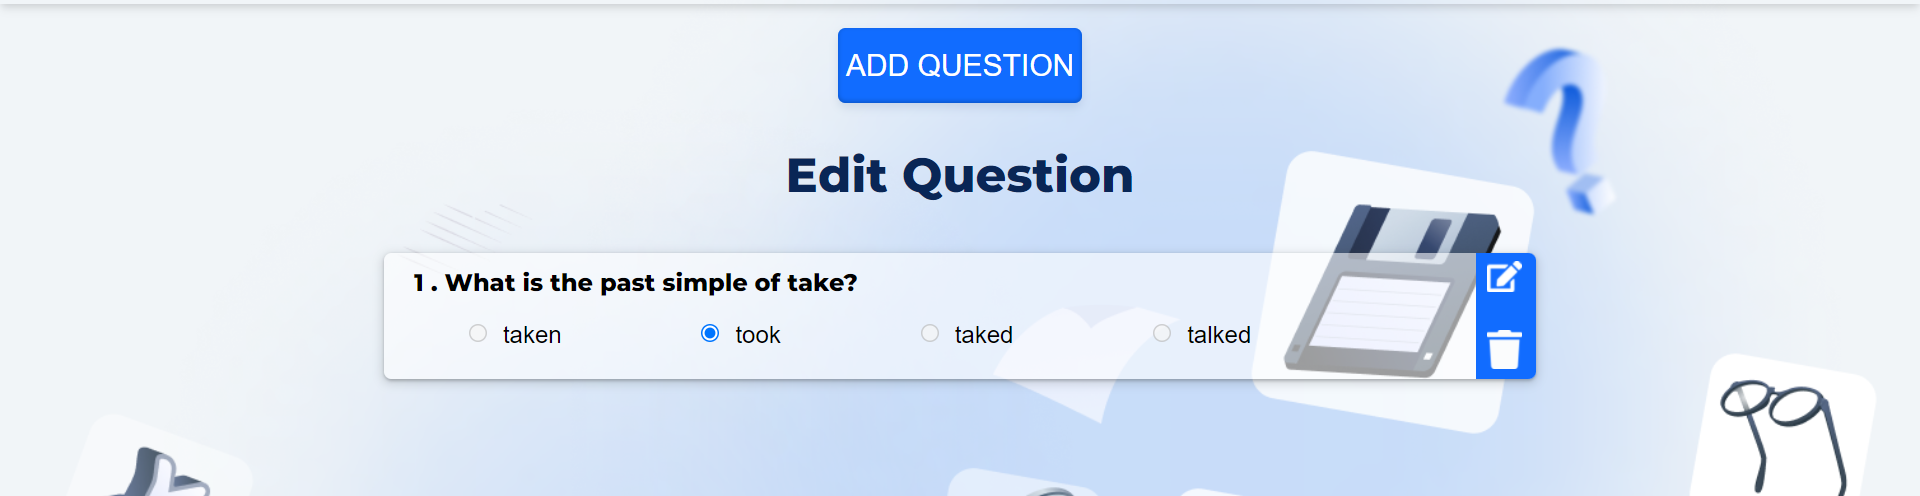 ADD QUESTION
Edit Question
1 . What is the past simple of take?
taken took taked talked